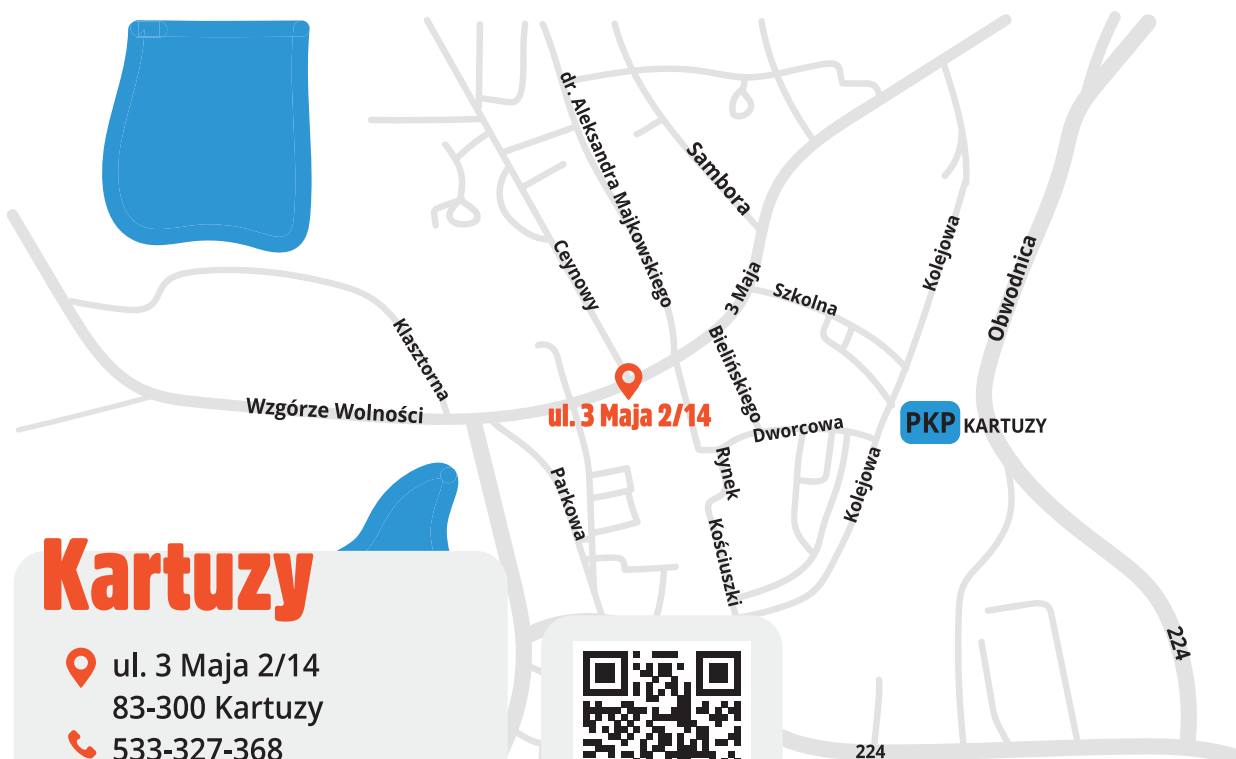 dr. Aleksandra Majkowskiego
Sambora
Ceynowy
Kolejowa
Obwodnica
3 Maja
Szkolna
Klasztorna
Bielińskiego
Wzgórze Wolności
ul. 3 Maja 2/14
Dworcowa
PKP KARTUZY
Rynek
Parkowa
Kolejowa
Kościuszki
Kartuzy
224
ul. 3 Maja 2/14
83-300 Kartuzy
533-327-368
224